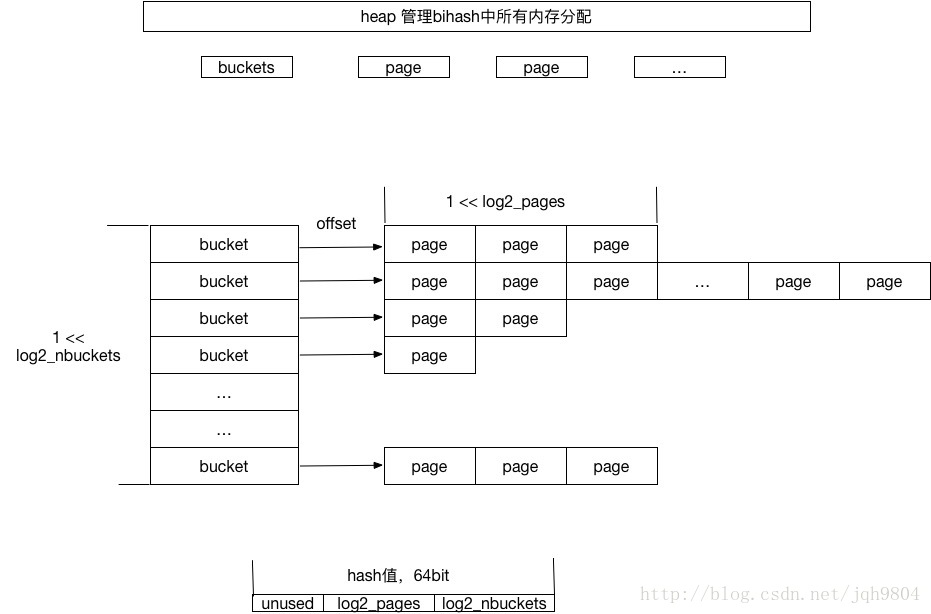 heap 管理bihash中所有内存分配
buckets page page ...
1 << log2_pages
offset
bucket page page page
bucket page page page ... page page
bucket page page
bucket page
1 <<
log2_nbuckets
...
...
bucket page page page
hash值，64bit
unused log2_pages log2_nbuckets
http://blog.csdn.net/jqh9804